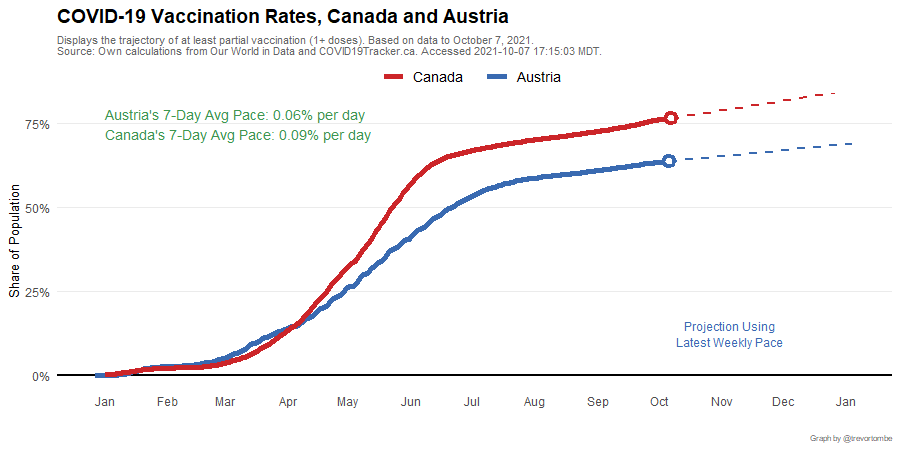 COVID-19 Vaccination Rates, Canada and Austria
Displays the trajectory of at least partial vaccination (1+ doses). Based on data to October 7, 2021.
Source: Own calculations from Our World in Data and COVID19Tracker.ca. Accessed 2021-10-07 17:15:03 MDT.
Canada Austria
Austria's 7-Day Avg Pace: 0.06% per day
Canada's 7-Day Avg Pace: 0.09% per day
75%
50%
25%
0%
Share of Population
Projection Using
Latest Weekly Pace
Jan Feb Mar Apr May Jun Jul Aug Sep Oct Nov Dec Jan
Graph by @trevortombe